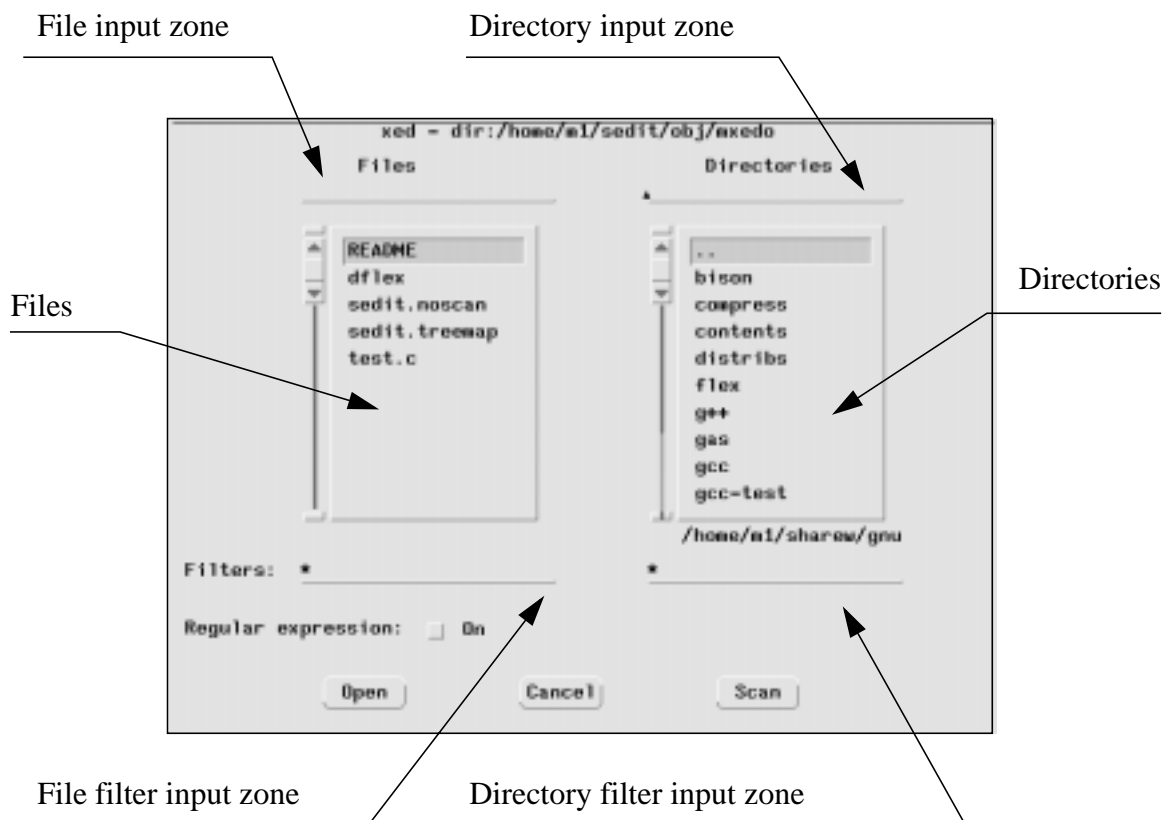 File input zone
Directory input zone
xed - dir:/home/m1/sedit/obj/mxedo
Files
Directories
README
dflex
sedit.noscan
sedit.treemap
test.c
..
bison
compress
contents
distribs
flex
g++
gas
gcc
gcc-test
/home/m1/sharew/gnu
Files
Directories
Filters: *
*
Regular expression: On
Open
Cancel
Scan
File filter input zone
Directory filter input zone